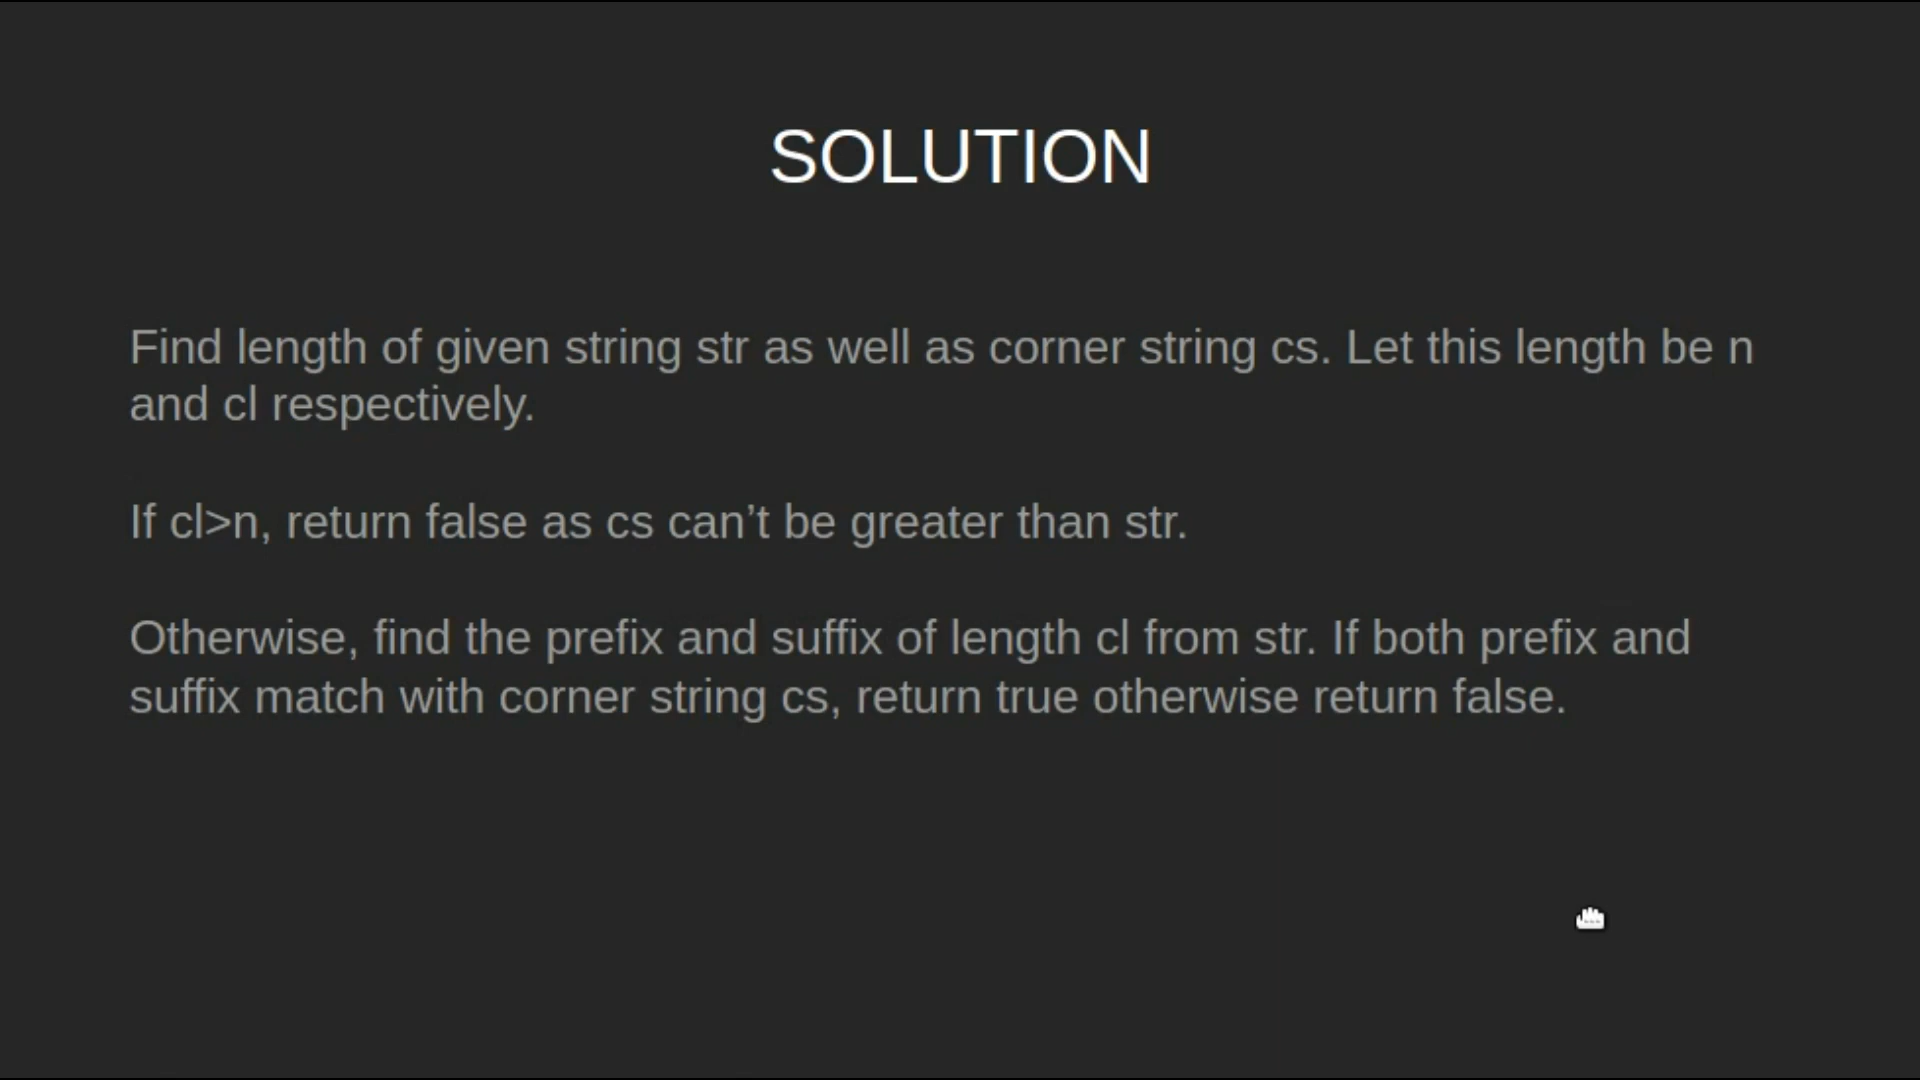 SOLUTION
Find length of given string str as well as corner string cs. Let this length be n
and cl respectively.
If cl>n, return false as cs can’t be greater than str.
Otherwise, find the prefix and suffix of length cl from str. If both prefix and
suffix match with corner string cs, return true otherwise return false.